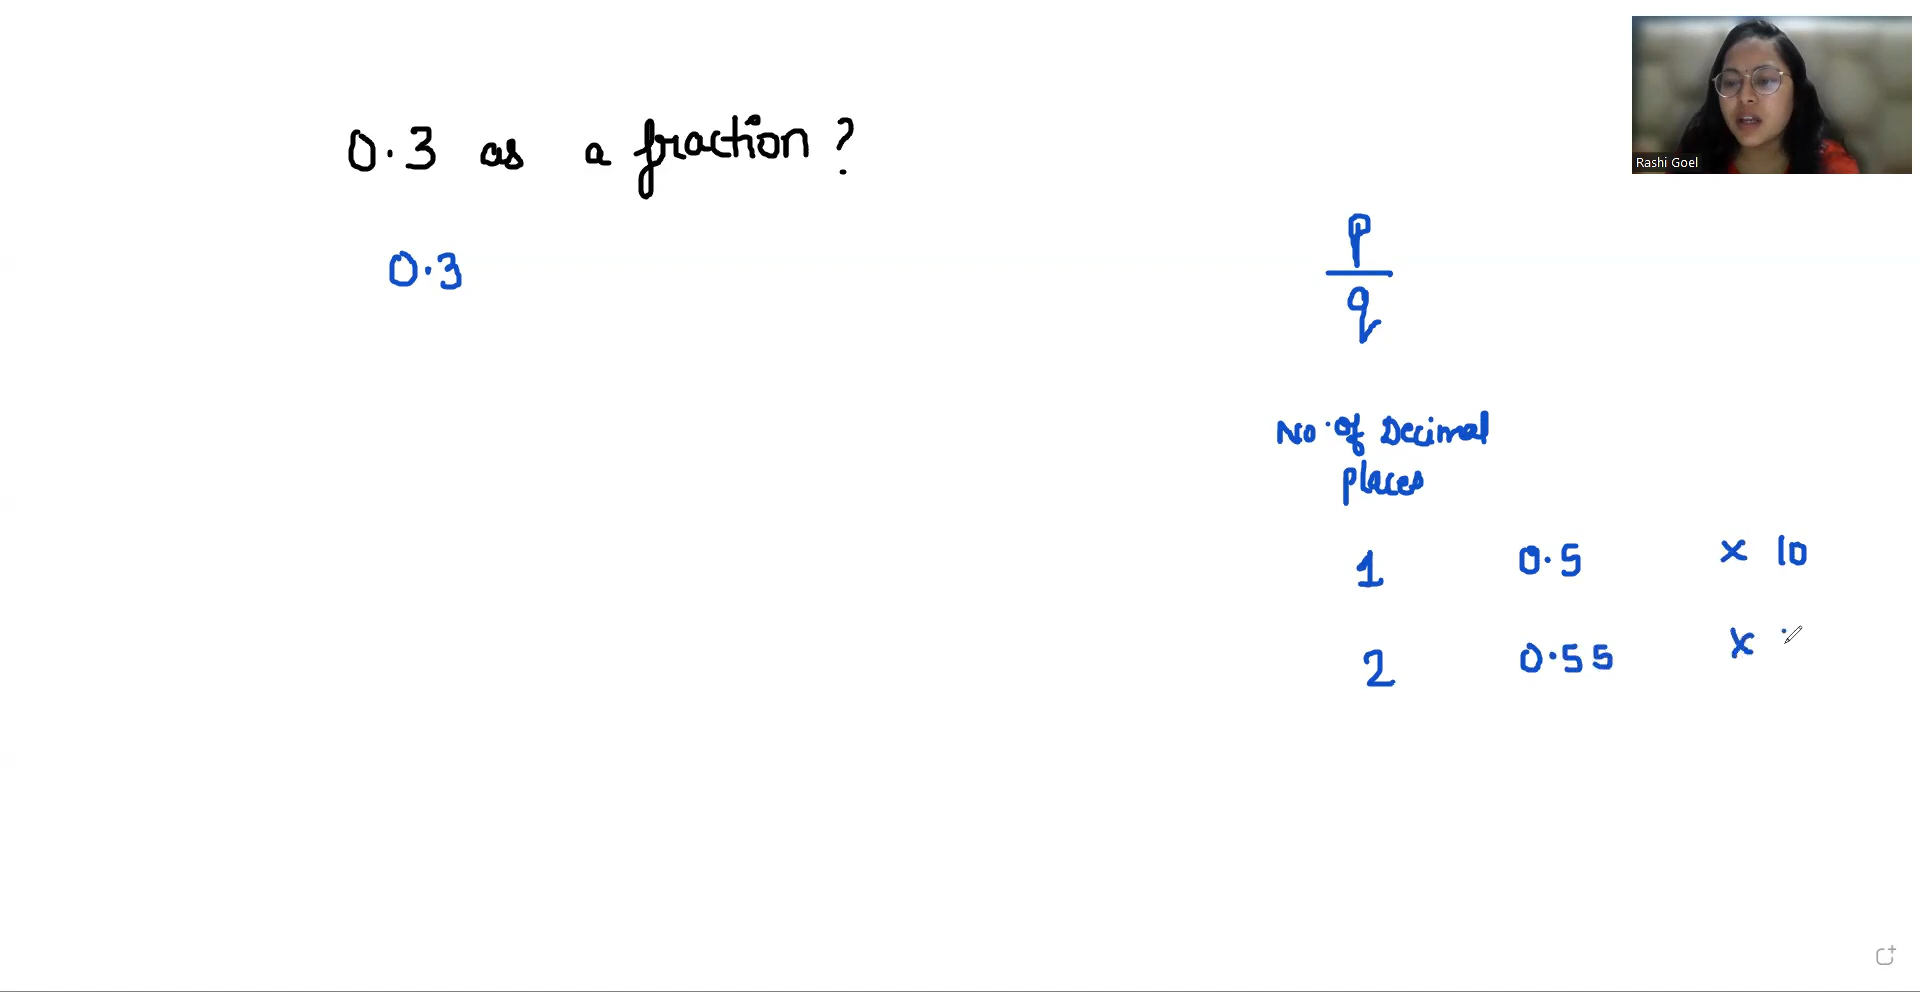 0.3 as a fraction?
Rashi Goel
0.3
p
q
No. of Decimal
places
1 0.5 x 10
2 0.55 x